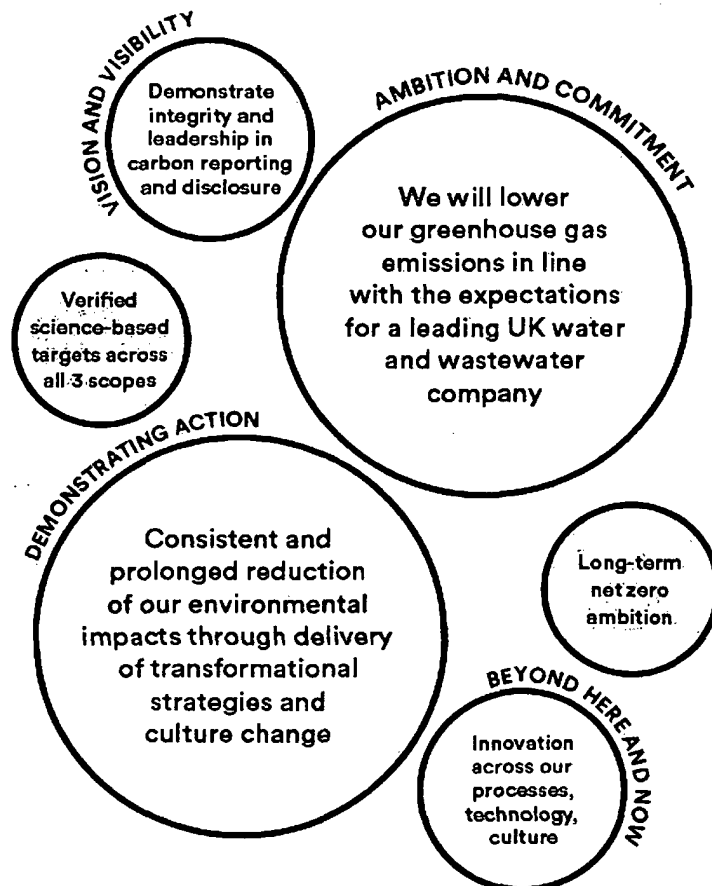 VISION AND VISIBILITY
Demonstrate
integrity and
leadership in
carbon reporting
and disclosure
AMBITION AND COMMITMENT
We will lower
our greenhouse gas
emissions in line
with the expectations
for a leading UK water
and wastewater
company
Verified
science-based
targets across
all 3 scopes
DEMONSTRATING ACTION
Consistent and
prolonged reduction
of our environmental
impacts through delivery
of transformational
strategies and
culture change
Long-term
net zero
ambition
BEYOND HERE AND NOW
Innovation
across our
processes,
technology,
culture